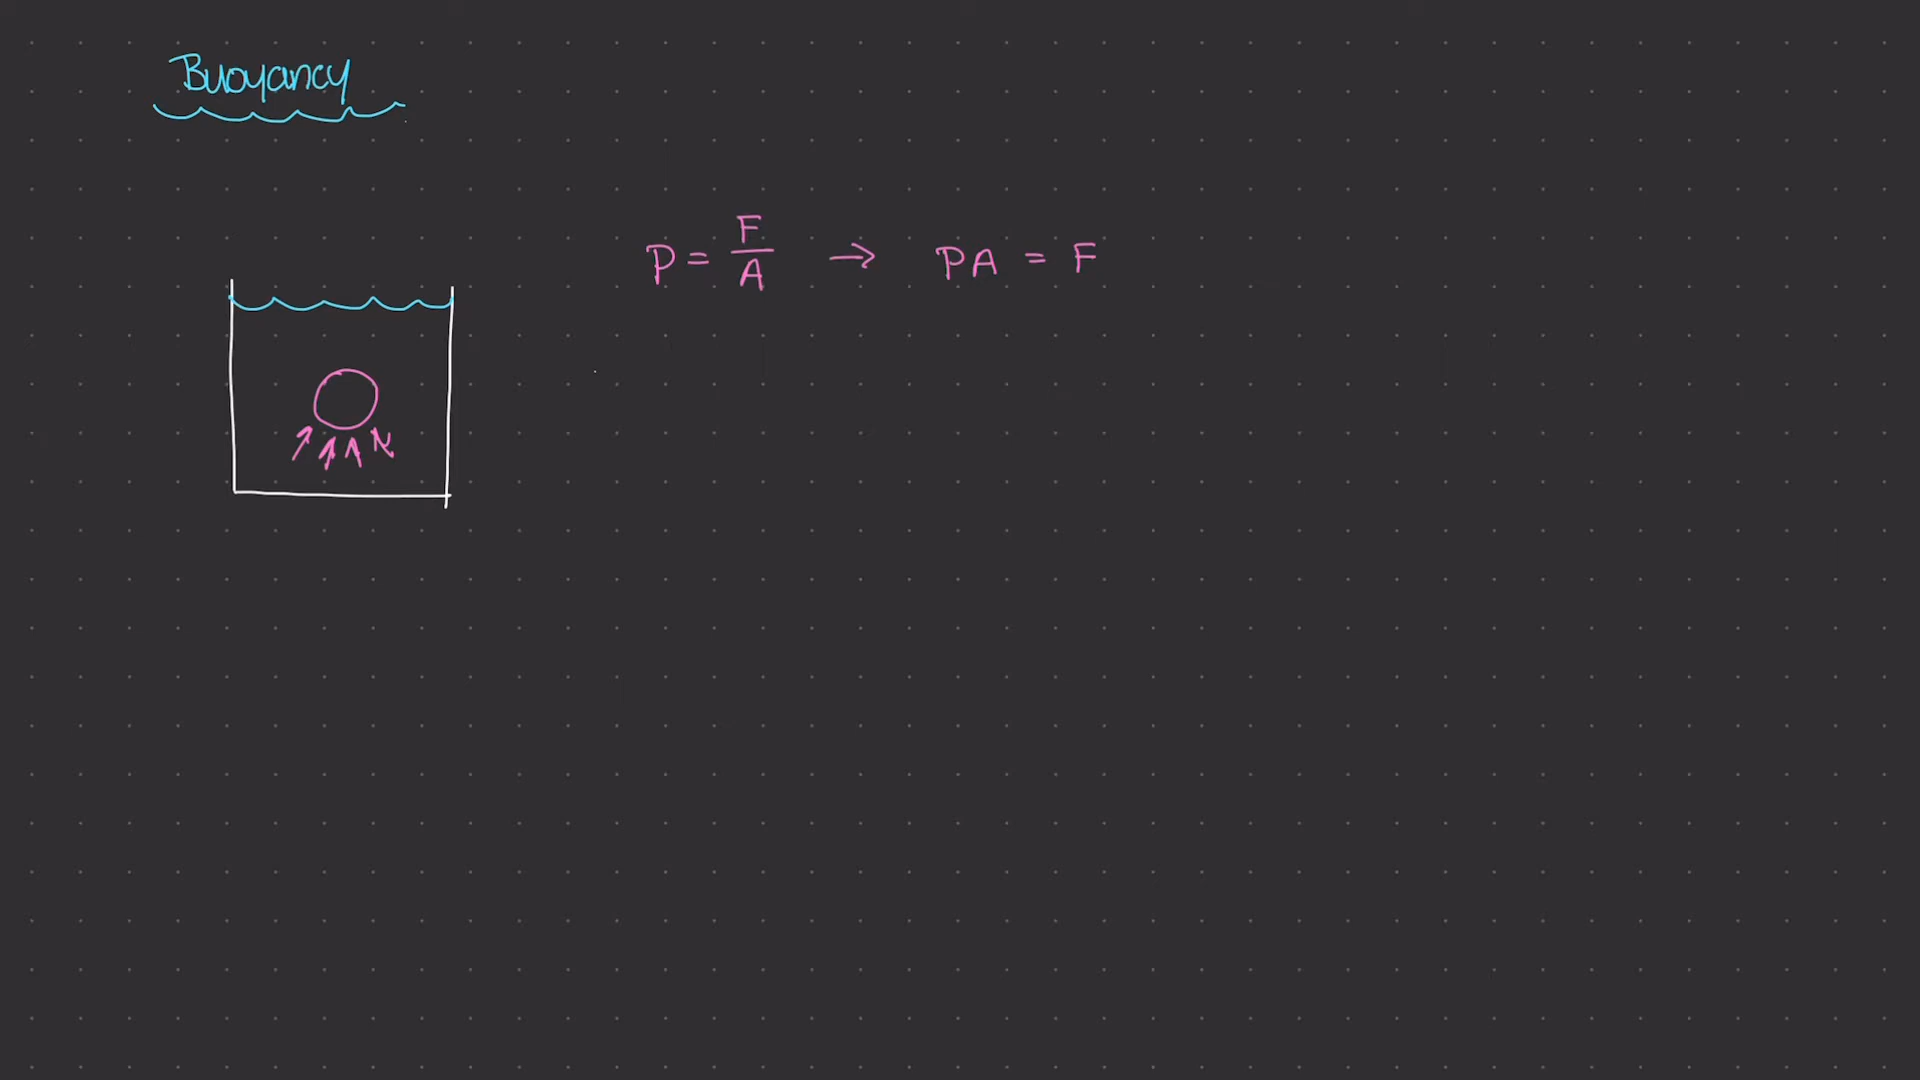 Buoyancy
P = F/A → PA = F